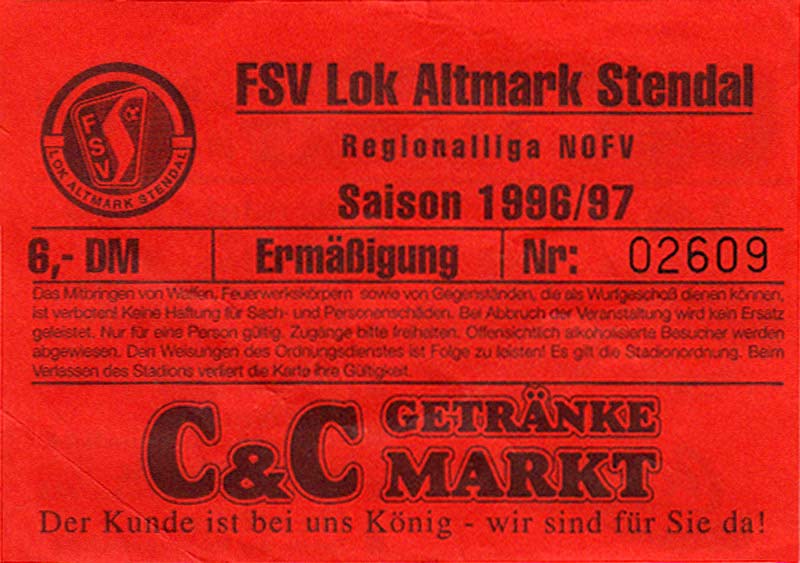 FSV Lok Altmark Stendal
FSV
LOK ALTMARK STENDAL
Regionalliga NOFV
Saison 1996/97
6,- DM Ermäßigung Nr: 02609
Das Mitbringen von Waffen, Feuerwerkskörpern sowie von Gegenständen, die als Wurfgeschoß dienen können,
ist verboten! Keine Haftung für Sach- und Personenschäden. Bei Abbruch der Veranstaltung wird kein Ersatz
geleistet. Nur für eine Person gültig. Zugänge bitte freihalten. Offensichtlich alkoholisierte Besucher werden
abgewiesen. Den Weisungen des Ordnungsdienstes ist Folge zu leisten! Es gilt die Stadionordnung. Beim
Verlassen des Stadions verliert die Karte ihre Gültigkeit.
C&C GETRÄNKE
MARKT
Der Kunde ist bei uns König - wir sind für Sie da!